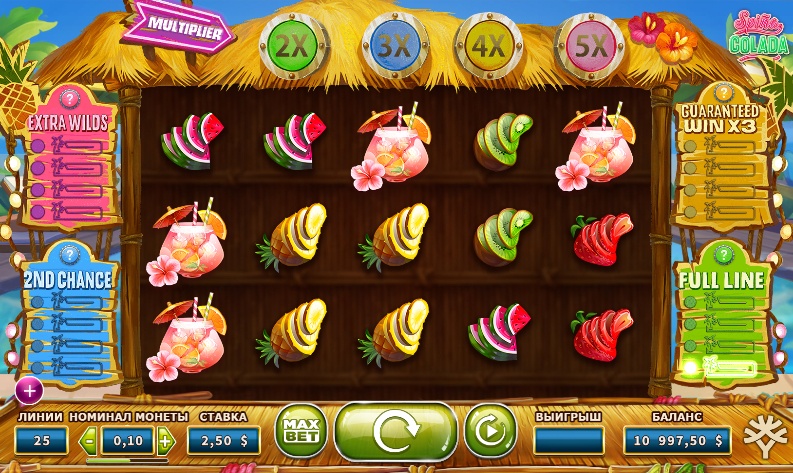 MULTIPLIER
2X
3X
4X
5X
Spiña
COLADA
?
EXTRA WILDS
?
GUARANTEED
WIN X3
?
2ND CHANCE
?
FULL LINE
+
ЛИНИИ
25
НОМИНАЛ МОНЕТЫ
-
0,10
+
СТАВКА
2,50 $
MAX
BET
ВЫИГРЫШ
БАЛАНС
10 997,50 $